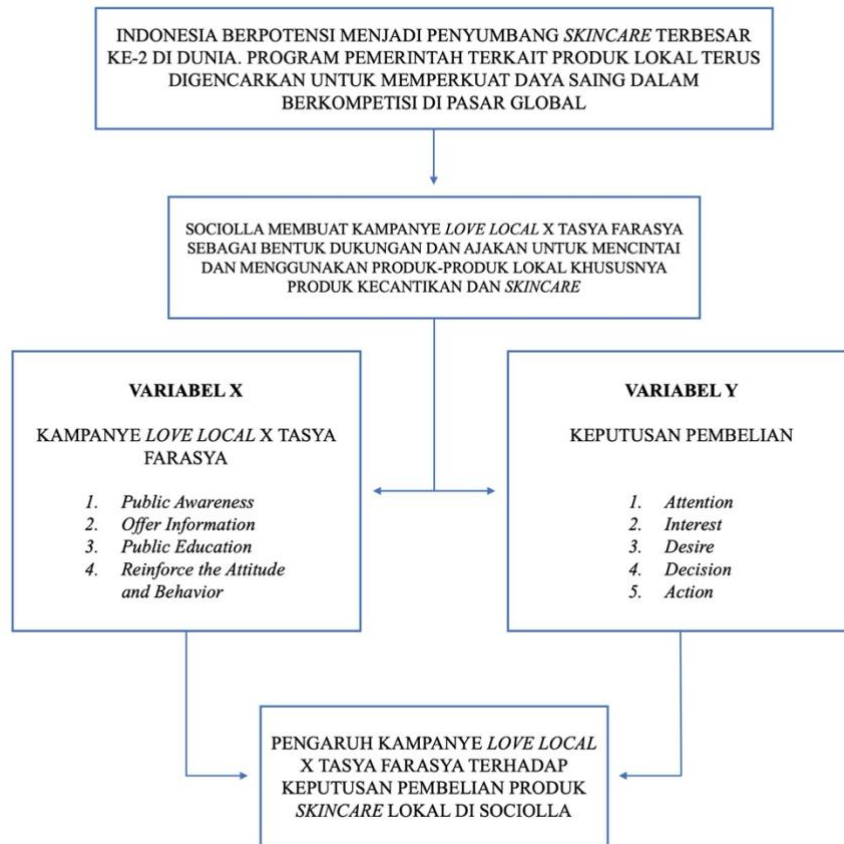 INDONESIA BERPOTENSI MENJADI PENYUMBANG SKINCARE TERBESAR
KE-2 DI DUNIA. PROGRAM PEMERINTAH TERKAIT PRODUK LOKAL TERUS
DIGENCARKAN UNTUK MEMPERKUAT DAYA SAING DALAM
BERKOMPETISI DI PASAR GLOBAL
SOCIOLLA MEMBUAT KAMPANYE LOVE LOCAL X TASYA FARASYA
SEBAGAI BENTUK DUKUNGAN DAN AJAKAN UNTUK MENCINTAI
DAN MENGGUNAKAN PRODUK-PRODUK LOKAL KHUSUSNYA
PRODUK KECANTIKAN DAN SKINCARE
VARIABEL X
KAMPANYE LOVE LOCAL X TASYA
FARASYA
1. Public Awareness
2. Offer Information
3. Public Education
4. Reinforce the Attitude
and Behavior
VARIABEL Y
KEPUTUSAN PEMBELIAN
1. Attention
2. Interest
3. Desire
4. Decision
5. Action
PENGARUH KAMPANYE LOVE LOCAL
X TASYA FARASYA TERHADAP
KEPUTUSAN PEMBELIAN PRODUK
SKINCARE LOKAL DI SOCIOLLA